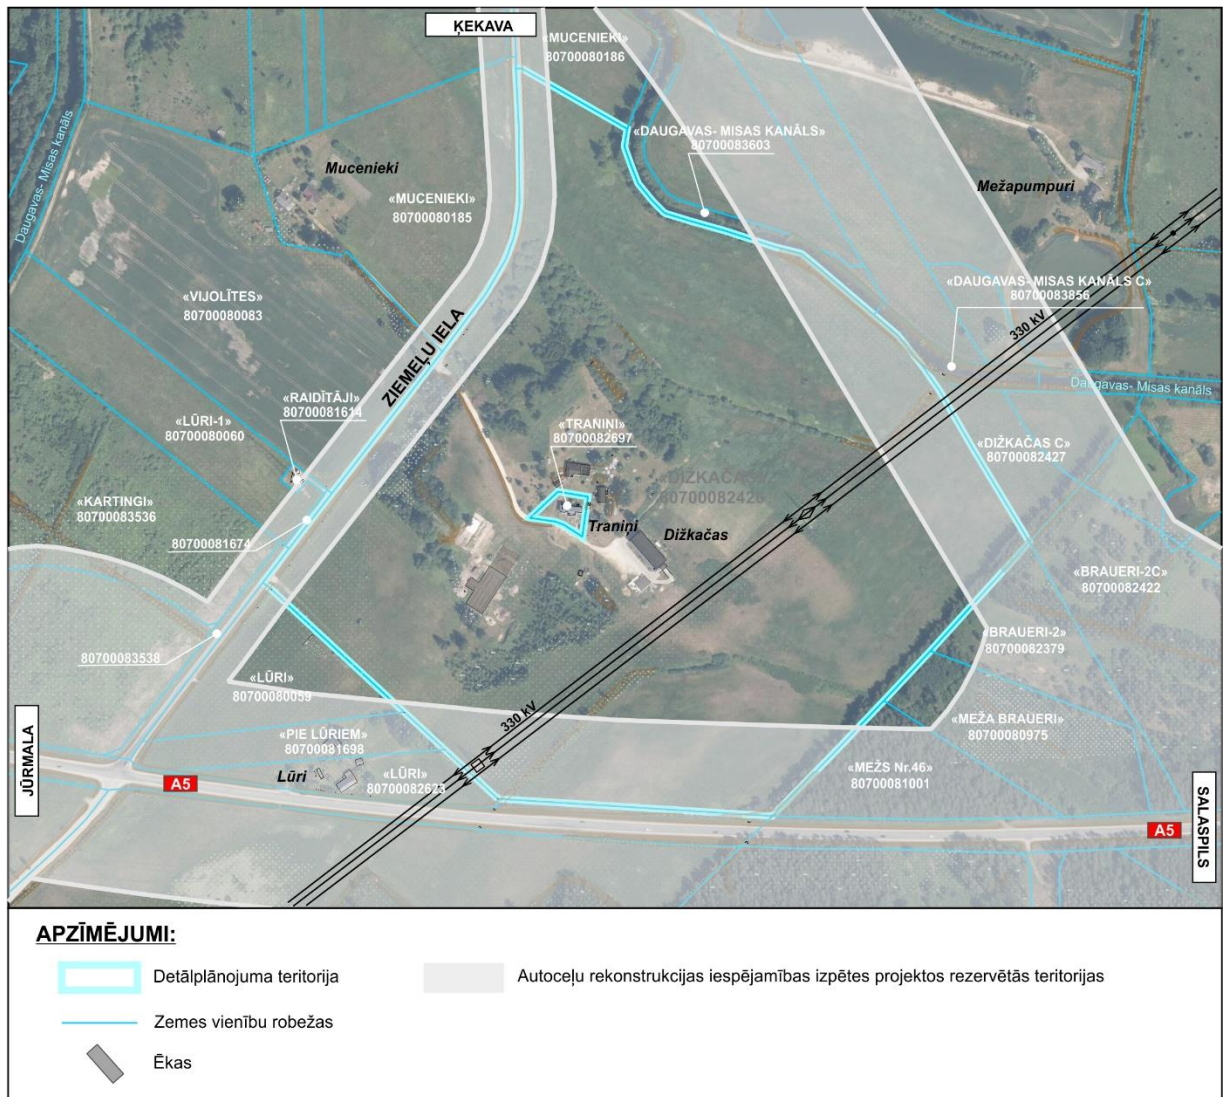 ĶEKAVA
«MUCENIEKI»
80700080186
«DAUGAVAS- MISAS KANĀLS»
80700083603
Daugavas- Misas kanāls
Mucenieki
Mežapumpuri
«MUCENIEKI»
80700080185
«VIJOLĪTES»
80700080083
«DAUGAVAS- MISAS KANĀLS C»
80700083856
330 kV
ZIEMEĻU IELA
Daugavas- Misas kanāls
«RAIDĪTĀJI»
80700081614
«LŪRI-1»
80700080060
«TRANIŅI»
80700082697
«DIŽKAČAS C»
80700082427
«DIŽKAČAS»
80700082426
«KARTINGI»
80700083536
Traniņi
Dižkačas
80700081674
«BRAUERI-2C»
80700082422
«BRAUERI-2»
80700082379
80700083538
«LŪRI»
80700080059
«MEŽA BRAUERI»
80700080975
330 kV
«PIE LŪRIEM»
80700081698
Lūri
«LŪRI»
80700082623
«MEŽS Nr.46»
80700081001
JŪRMALA
A5
A5
SALASPILS
APZĪMĒJUMI:
Detālplānojuma teritorija
Autoceļu rekonstrukcijas iespējamības izpētes projektos rezervētās teritorijas
Zemes vienību robežas
Ēkas